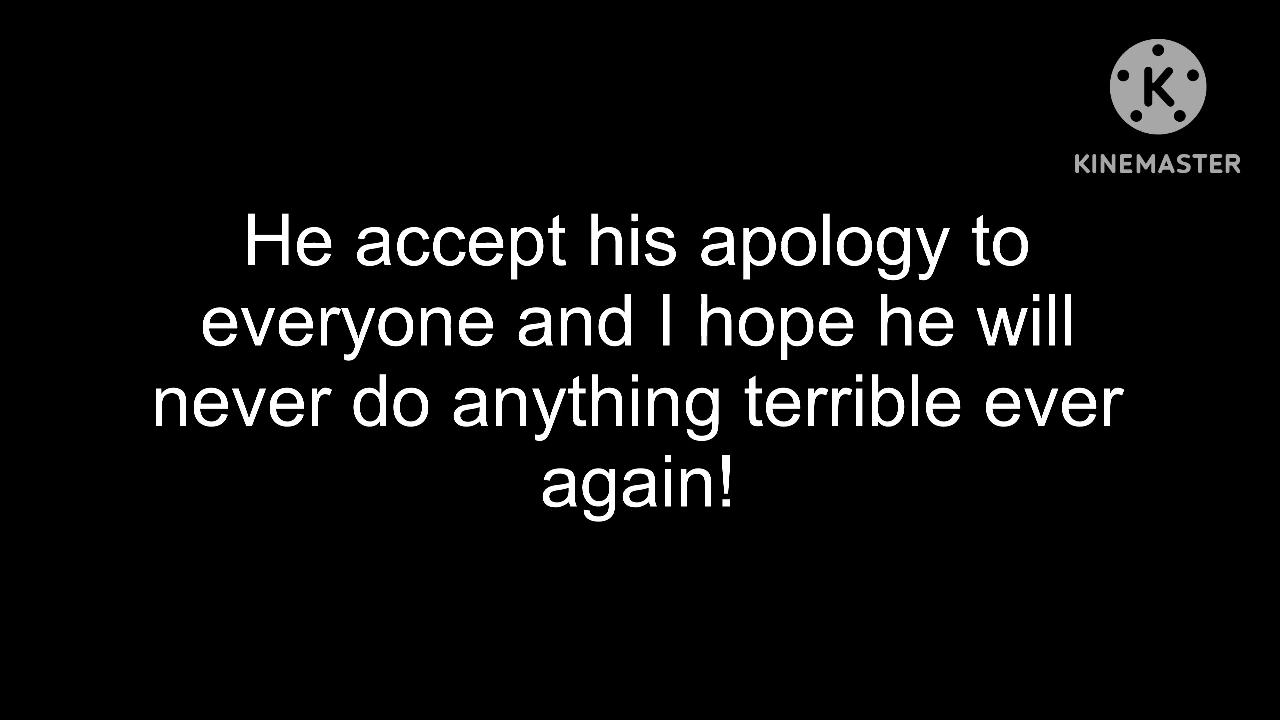 K
KINEMASTER
He accept his apology to
everyone and I hope he will
never do anything terrible ever
again!